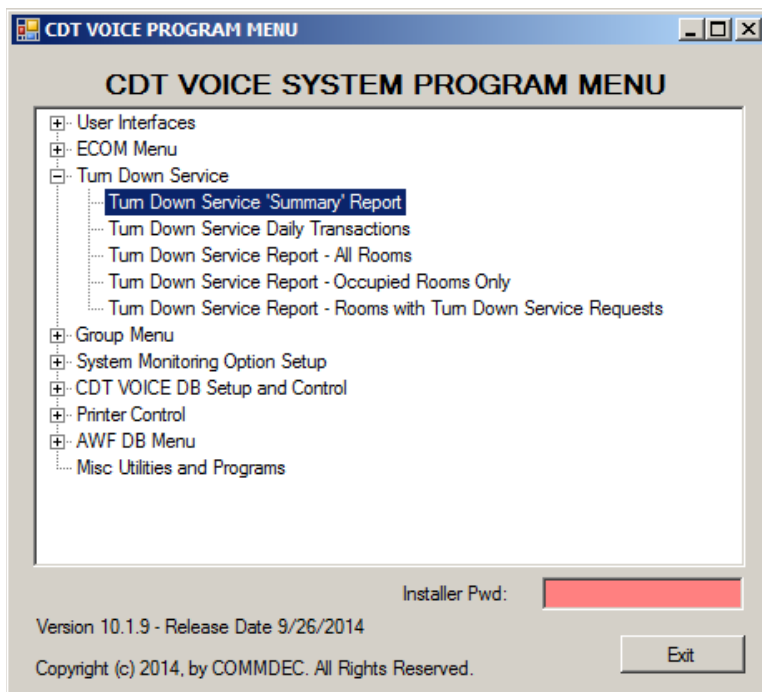 CDT VOICE PROGRAM MENU
CDT VOICE SYSTEM PROGRAM MENU
User Interfaces
ECOM Menu
Turn Down Service
Turn Down Service 'Summary' Report
Turn Down Service Daily Transactions
Turn Down Service Report - All Rooms
Turn Down Service Report - Occupied Rooms Only
Turn Down Service Report - Rooms with Turn Down Service Requests
Group Menu
System Monitoring Option Setup
CDT VOICE DB Setup and Control
Printer Control
AWF DB Menu
Misc Utilities and Programs
Installer Pwd:
Version 10.1.9 - Release Date 9/26/2014
Exit
Copyright (c) 2014, by COMMDEC. All Rights Reserved.